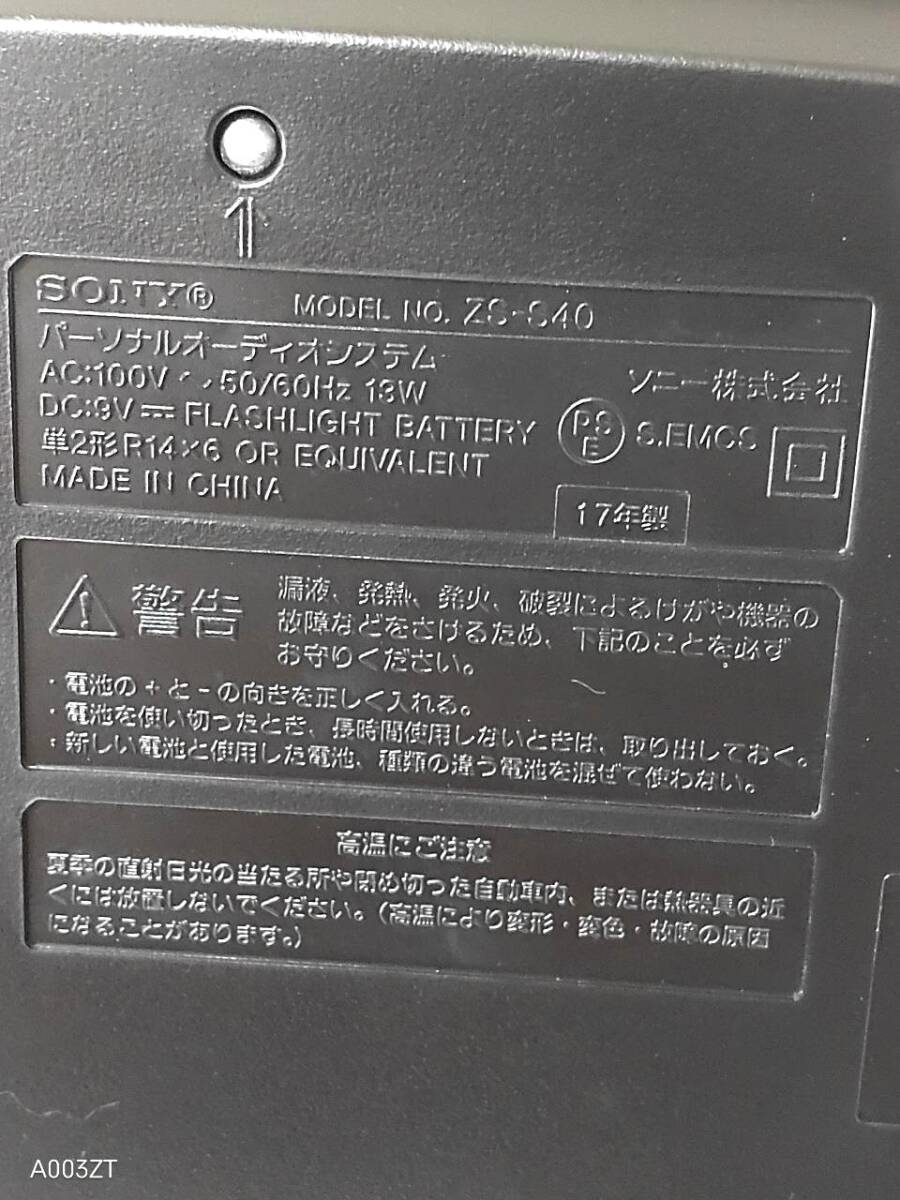 SONY® MODEL NO. ZS-S40
パーソナルオーディオシステム
AC:100V ~ 50/60Hz 13W
ソニー株式会社
DC:9V ⎓ FLASHLIGHT BATTERY
単2形 R14×6 OR EQUIVALENT
PS
E
S.EMCS
MADE IN CHINA
17年製
⚠ 警告
漏液、発熱、発火、破裂によるけがや機器の
故障などをさけるため、下記のことを必ず
お守りください。
・電池の+と-の向きを正しく入れる。
・電池を使い切ったとき、長時間使用しないときは、取り出しておく。
・新しい電池と使用した電池、種類の違う電池を混ぜて使わない。
高温にご注意
夏季の直射日光の当たる所や閉め切った自動車内、または熱器具の近
くには放置しないでください。(高温により変形・変色・故障の原因
になることがあります。)
A003ZT